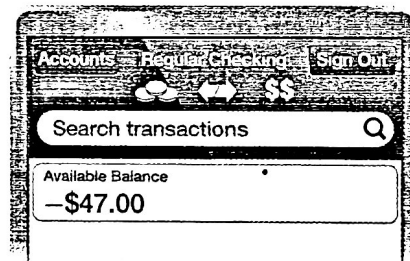 Accounts Regular Checking Sign Out
$$
Search transactions
Available Balance
−$47.00